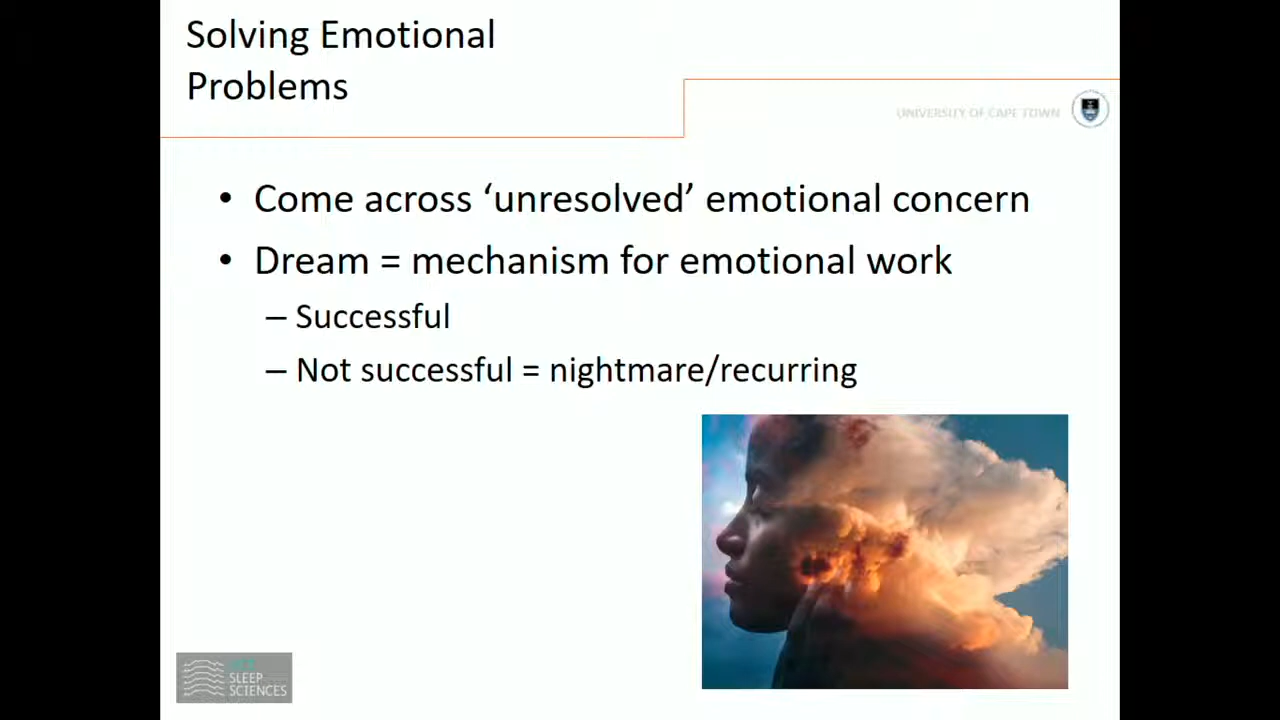 Solving Emotional
Problems
UNIVERSITY OF CAPE TOWN
• Come across ‘unresolved’ emotional concern
• Dream = mechanism for emotional work
– Successful
– Not successful = nightmare/recurring
SLEEP
SCIENCES